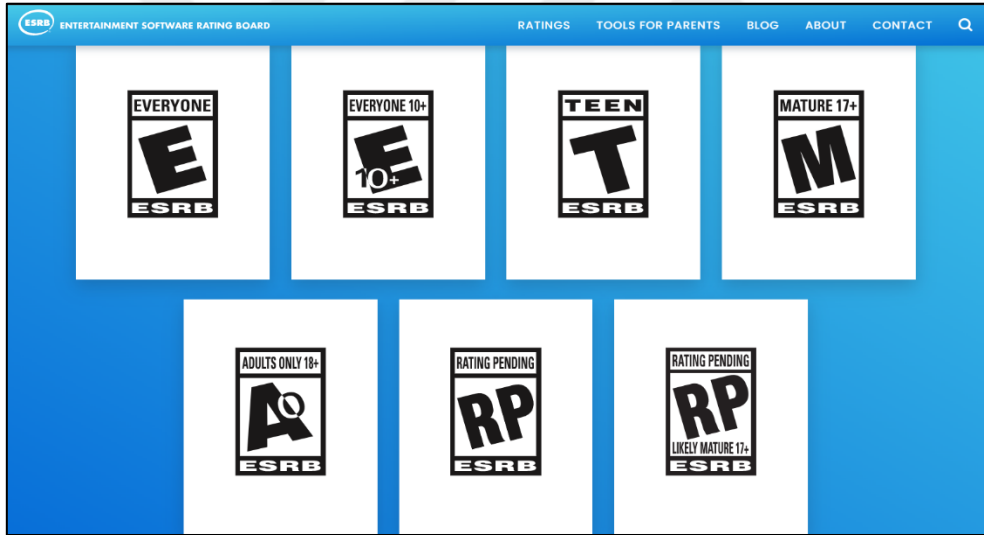 ESRB ENTERTAINMENT SOFTWARE RATING BOARD RATINGS TOOLS FOR PARENTS BLOG ABOUT CONTACT
EVERYONE
E
ESRB
EVERYONE 10+
E
10+
ESRB
TEEN
T
ESRB
MATURE 17+
M
ESRB
ADULTS ONLY 18+
AO
ESRB
RATING PENDING
RP
ESRB
RATING PENDING
RP
LIKELY MATURE 17+
ESRB